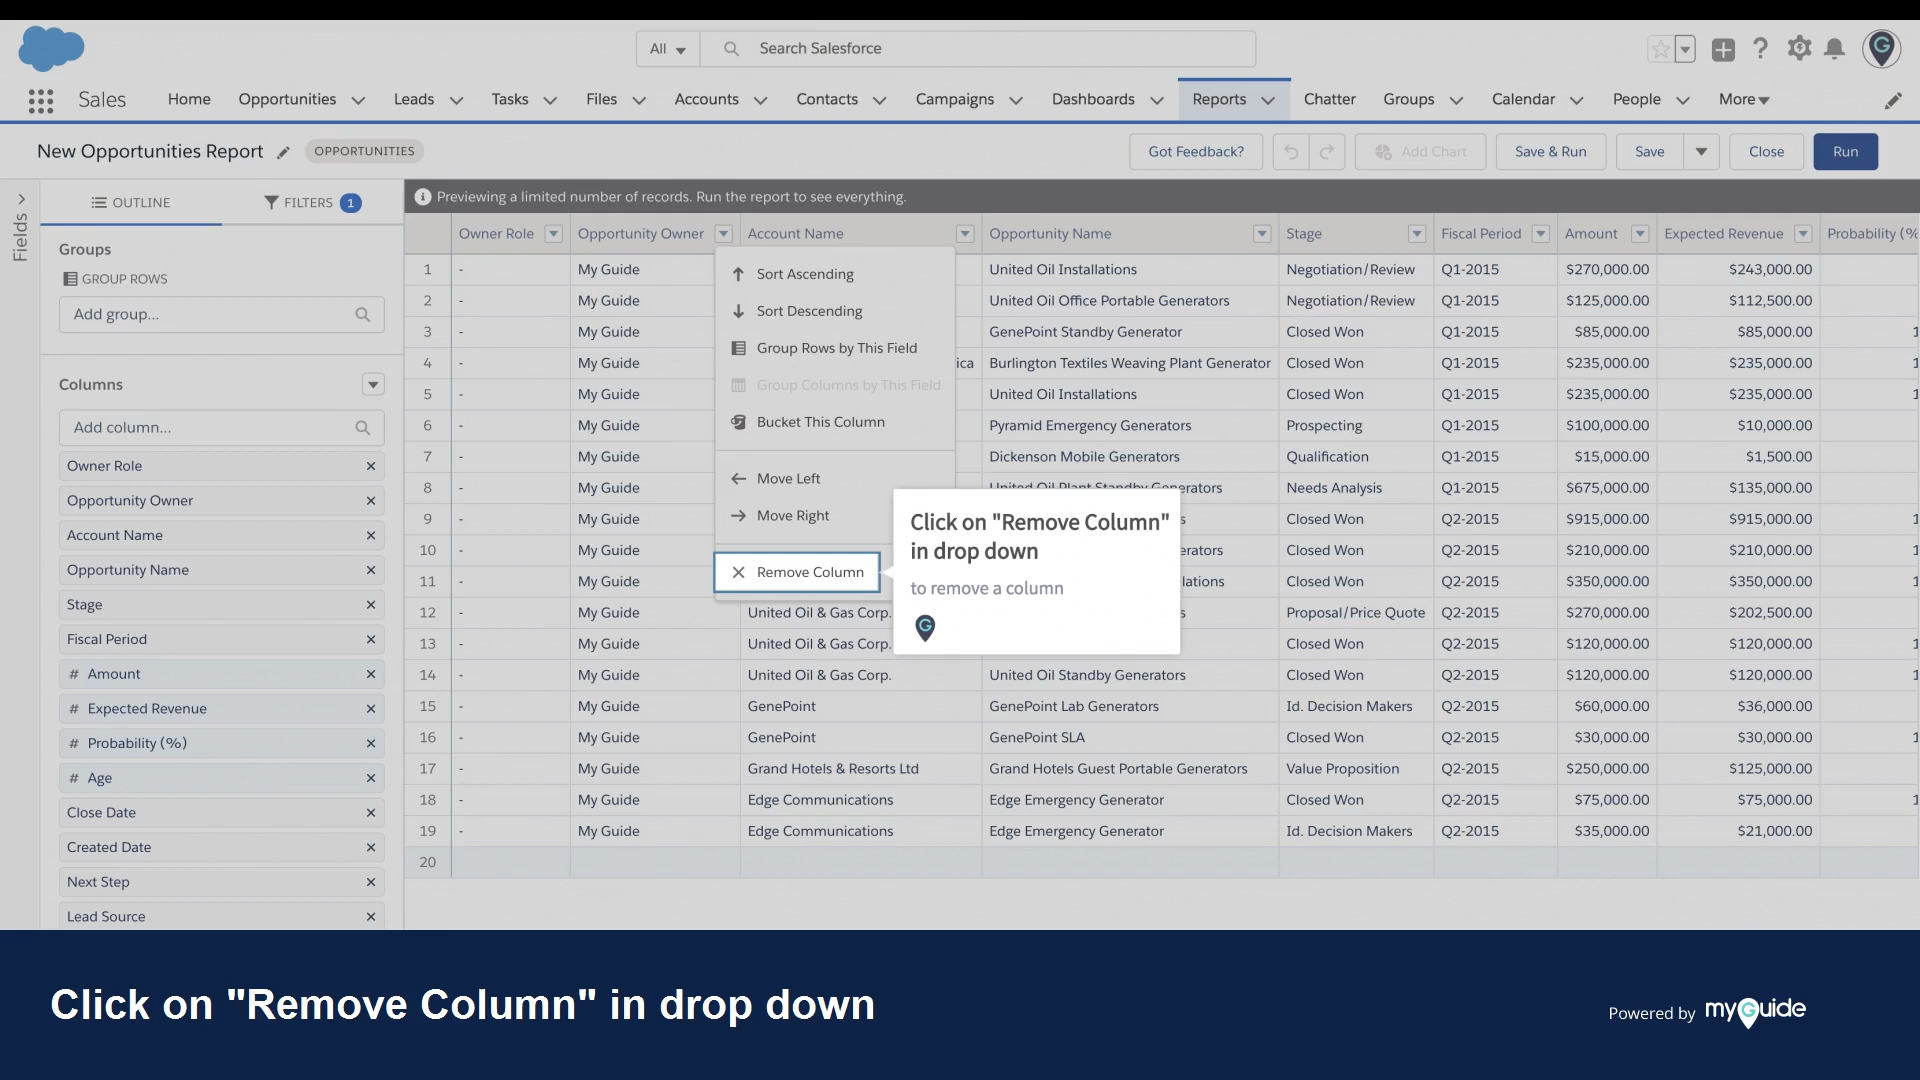 All
Search Salesforce
Sales
Home
Opportunities
Leads
Tasks
Files
Accounts
Contacts
Campaigns
Dashboards
Reports
Chatter
Groups
Calendar
People
More
New Opportunities Report
OPPORTUNITIES
Got Feedback?
Add Chart
Save & Run
Save
Close
Run
Fields
OUTLINE
FILTERS 1
Groups
GROUP ROWS
Add group...
Columns
Add column...
Owner Role
Opportunity Owner
Account Name
Opportunity Name
Stage
Fiscal Period
# Amount
# Expected Revenue
# Probability (%)
# Age
Close Date
Created Date
Next Step
Lead Source
Previewing a limited number of records. Run the report to see everything.
Owner Role Opportunity Owner Account Name Opportunity Name Stage Fiscal Period Amount Expected Revenue Probability (%
1 - My Guide United Oil Installations Negotiation/Review Q1-2015 $270,000.00 $243,000.00
2 - My Guide United Oil Office Portable Generators Negotiation/Review Q1-2015 $125,000.00 $112,500.00
3 - My Guide GenePoint Standby Generator Closed Won Q1-2015 $85,000.00 $85,000.00 1
4 - My Guide ica Burlington Textiles Weaving Plant Generator Closed Won Q1-2015 $235,000.00 $235,000.00 1
5 - My Guide United Oil Installations Closed Won Q1-2015 $235,000.00 $235,000.00 1
6 - My Guide Pyramid Emergency Generators Prospecting Q1-2015 $100,000.00 $10,000.00
7 - My Guide Dickenson Mobile Generators Qualification Q1-2015 $15,000.00 $1,500.00
8 - My Guide United Oil Plant Standby Generators Needs Analysis Q1-2015 $675,000.00 $135,000.00
9 - My Guide s Closed Won Q2-2015 $915,000.00 $915,000.00 1
10 - My Guide erators Closed Won Q2-2015 $210,000.00 $210,000.00 1
11 - My Guide lations Closed Won Q2-2015 $350,000.00 $350,000.00 1
12 - My Guide United Oil & Gas Corp. s Proposal/Price Quote Q2-2015 $270,000.00 $202,500.00
13 - My Guide United Oil & Gas Corp. Closed Won Q2-2015 $120,000.00 $120,000.00 1
14 - My Guide United Oil & Gas Corp. United Oil Standby Generators Closed Won Q2-2015 $120,000.00 $120,000.00 1
15 - My Guide GenePoint GenePoint Lab Generators Id. Decision Makers Q2-2015 $60,000.00 $36,000.00
16 - My Guide GenePoint GenePoint SLA Closed Won Q2-2015 $30,000.00 $30,000.00 1
17 - My Guide Grand Hotels & Resorts Ltd Grand Hotels Guest Portable Generators Value Proposition Q2-2015 $250,000.00 $125,000.00
18 - My Guide Edge Communications Edge Emergency Generator Closed Won Q2-2015 $75,000.00 $75,000.00 1
19 - My Guide Edge Communications Edge Emergency Generator Id. Decision Makers Q2-2015 $35,000.00 $21,000.00
20
Sort Ascending
Sort Descending
Group Rows by This Field
Group Columns by This Field
Bucket This Column
Move Left
Move Right
Remove Column
Click on "Remove Column"
in drop down
to remove a column
Click on "Remove Column" in drop down
Powered by myGuide